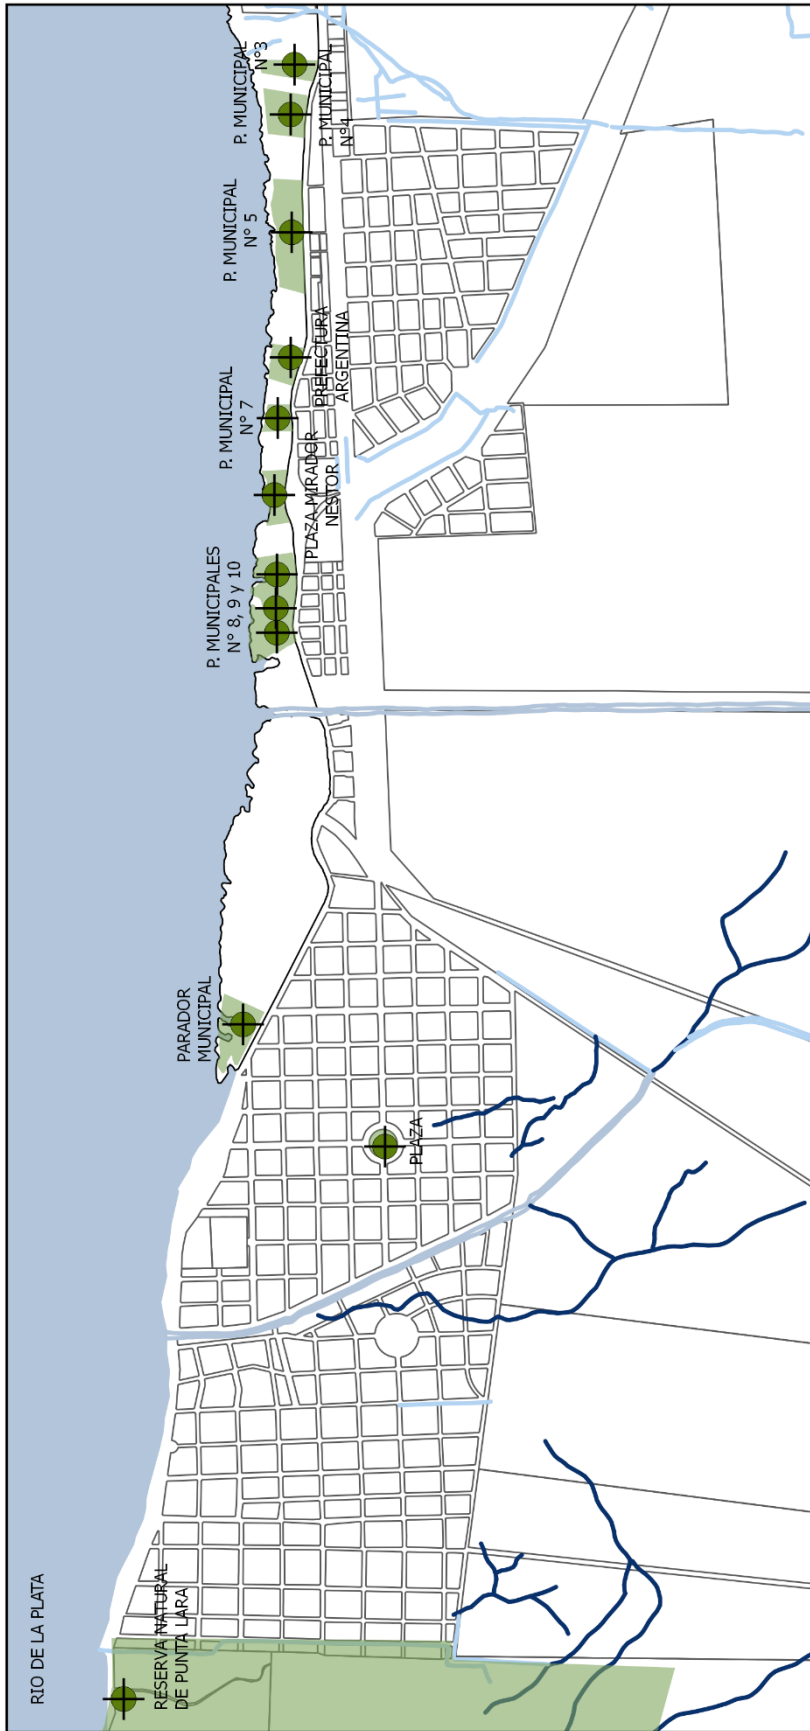 RIO DE LA PLATA
RESERVA NATURAL
DE PUNTA LARA
PLAZA
PARADOR
MUNICIPAL
P. MUNICIPALES
N° 8, 9 y 10
PLAZA MIRADOR
NESTOR
P. MUNICIPAL
N° 7
PREFECTURA
ARGENTINA
P. MUNICIPAL
N° 5
P. MUNICIPAL
N°3
P. MUNICIPAL
N°4